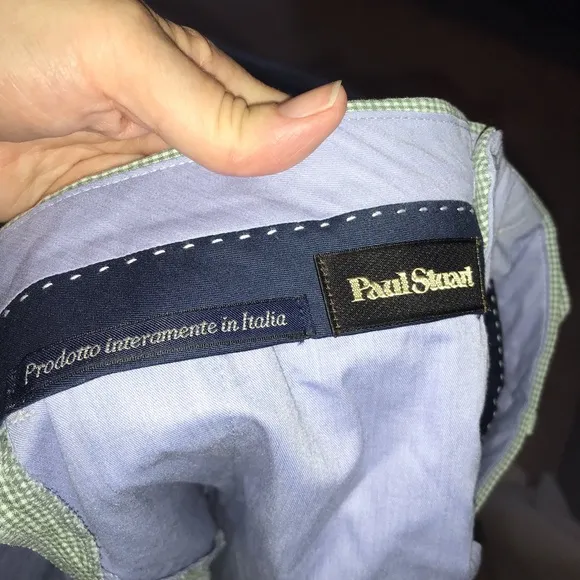 Prodotto interamente in Italia
Paul Stuart